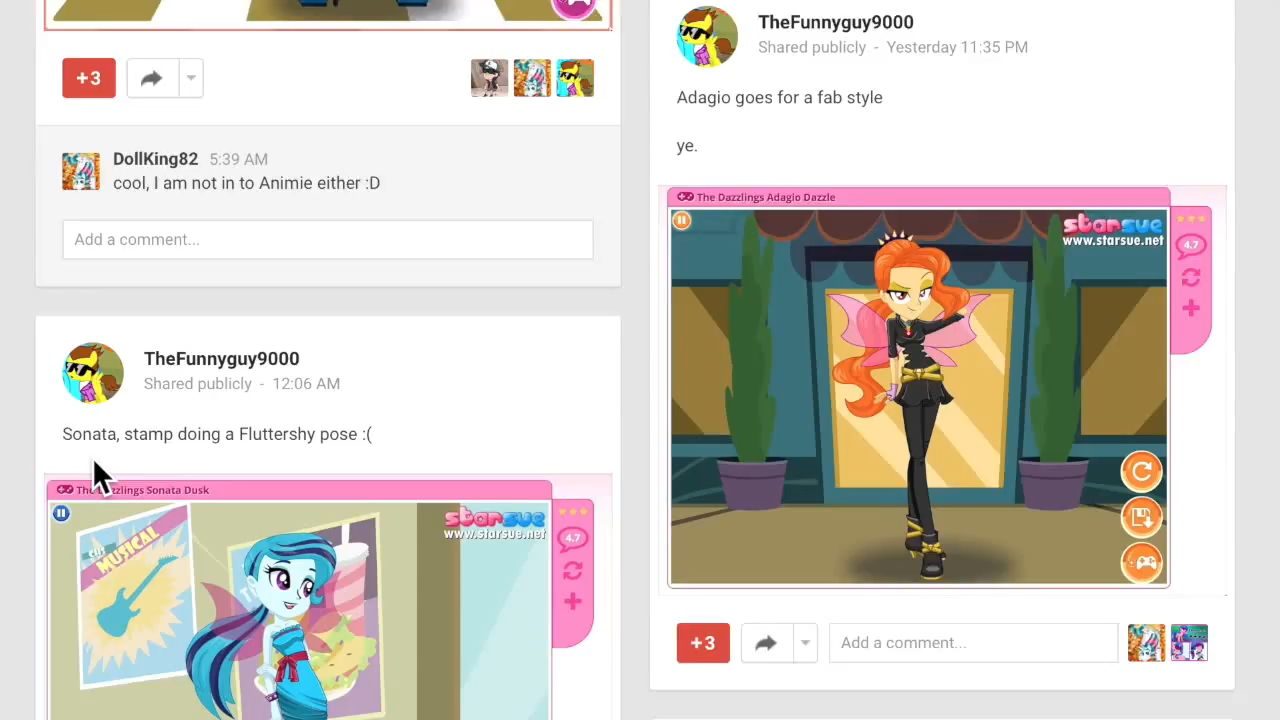 +3
DollKing82 5:39 AM
cool, I am not in to Animie either :D
Add a comment...
TheFunnyguy9000
Shared publicly - 12:06 AM
Sonata, stamp doing a Fluttershy pose :(
The Dazzlings Sonata Dusk
starsue
www.starsue.net
4.7
MUSICAL
TheFunnyguy9000
Shared publicly - Yesterday 11:35 PM
Adagio goes for a fab style
ye.
The Dazzlings Adagio Dazzle
starsue
www.starsue.net
4.7
+3
Add a comment...